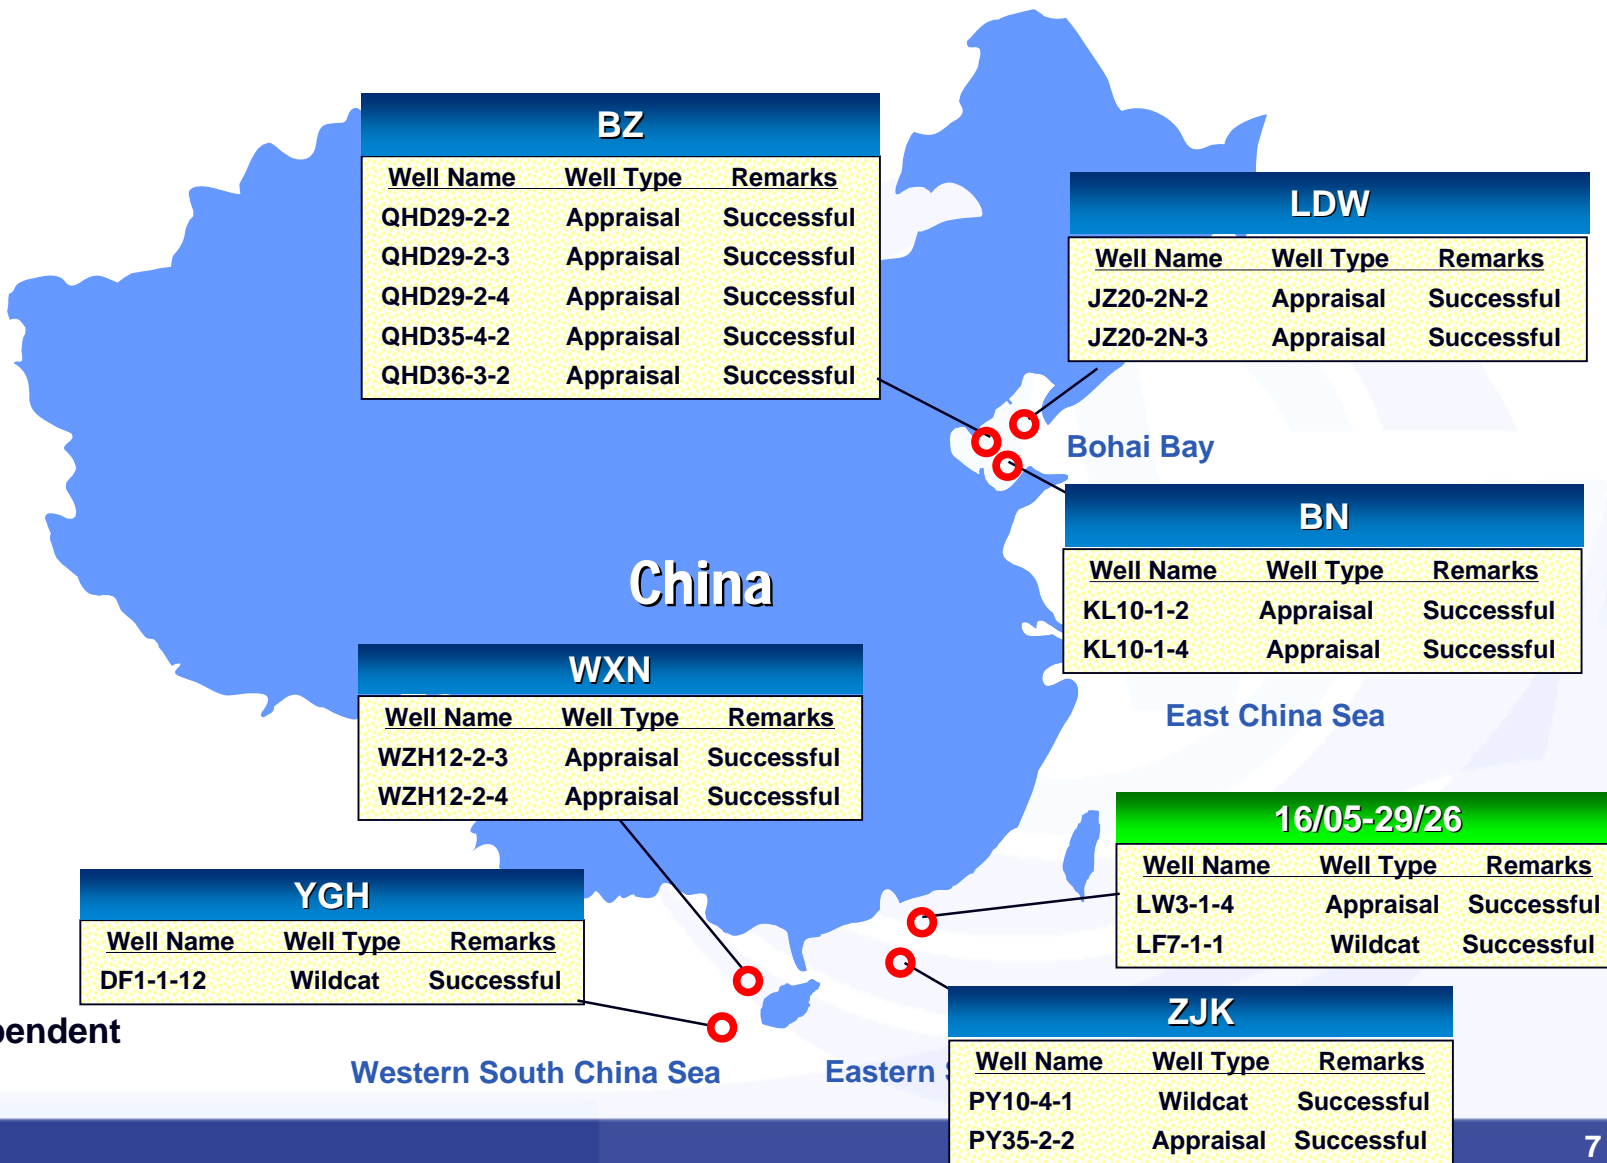 BZ
Well Name Well Type Remarks
QHD29-2-2 Appraisal Successful
QHD29-2-3 Appraisal Successful
QHD29-2-4 Appraisal Successful
QHD35-4-2 Appraisal Successful
QHD36-3-2 Appraisal Successful
LDW
Well Name Well Type Remarks
JZ20-2N-2 Appraisal Successful
JZ20-2N-3 Appraisal Successful
Bohai Bay
BN
Well Name Well Type Remarks
KL10-1-2 Appraisal Successful
KL10-1-4 Appraisal Successful
China
East China Sea
WXN
Well Name Well Type Remarks
WZH12-2-3 Appraisal Successful
WZH12-2-4 Appraisal Successful
16/05-29/26
Well Name Well Type Remarks
LW3-1-4 Appraisal Successful
LF7-1-1 Wildcat Successful
YGH
Well Name Well Type Remarks
DF1-1-12 Wildcat Successful
pendent
Western South China Sea
Eastern
ZJK
Well Name Well Type Remarks
PY10-4-1 Wildcat Successful
PY35-2-2 Appraisal Successful
7